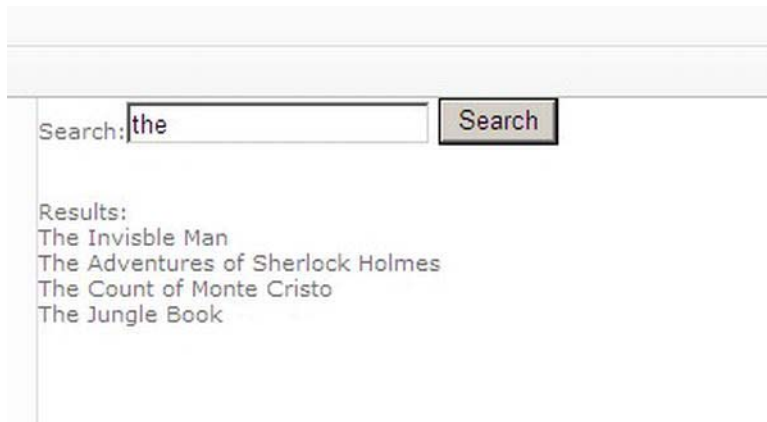 Search: the Search
Results:
The Invisble Man
The Adventures of Sherlock Holmes
The Count of Monte Cristo
The Jungle Book